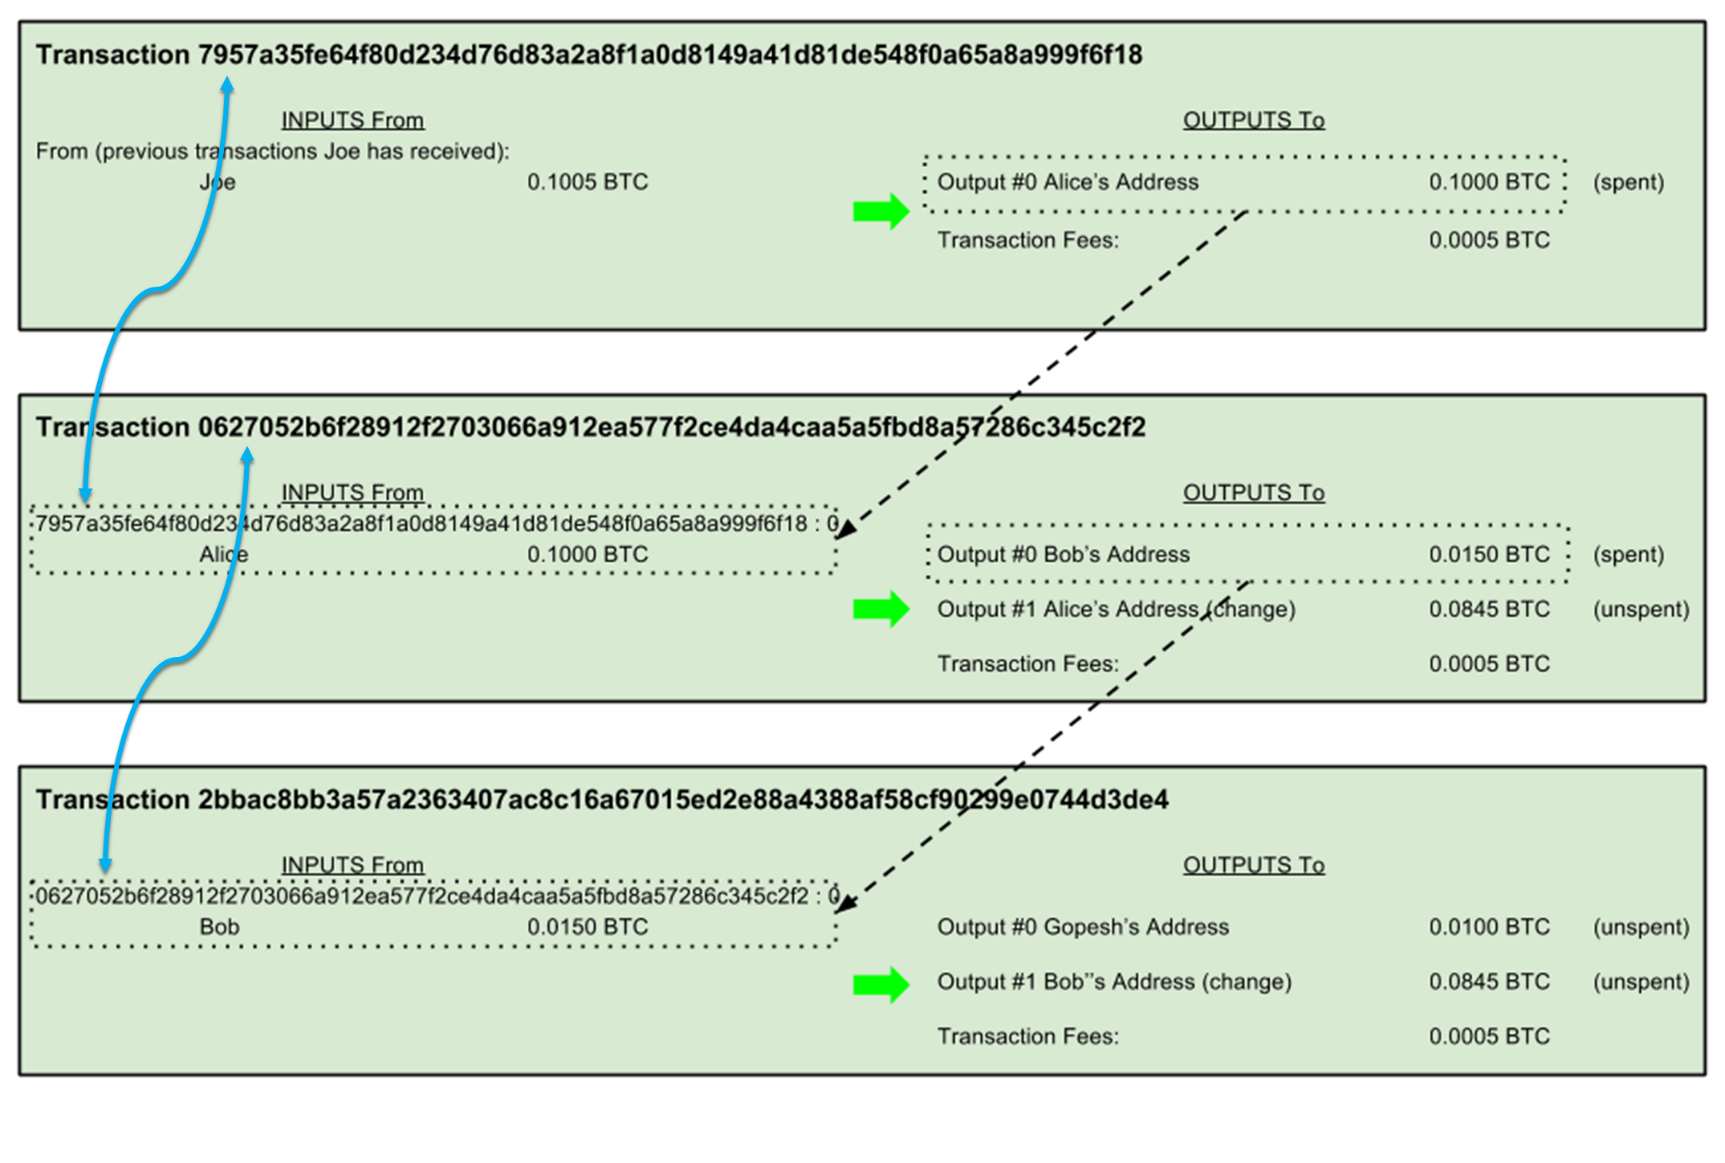 Transaction 7957a35fe64f80d234d76d83a2a8f1a0d8149a41d81de548f0a65a8a999f6f18
INPUTS From OUTPUTS To
From (previous transactions Joe has received):
Joe 0.1005 BTC Output #0 Alice’s Address 0.1000 BTC (spent)
Transaction Fees: 0.0005 BTC
Transaction 0627052b6f28912f2703066a912ea577f2ce4da4caa5a5fbd8a57286c345c2f2
INPUTS From OUTPUTS To
7957a35fe64f80d234d76d83a2a8f1a0d8149a41d81de548f0a65a8a999f6f18 : 0
Alice 0.1000 BTC Output #0 Bob’s Address 0.0150 BTC (spent)
Output #1 Alice’s Address (change) 0.0845 BTC (unspent)
Transaction Fees: 0.0005 BTC
Transaction 2bbac8bb3a57a2363407ac8c16a67015ed2e88a4388af58cf90299e0744d3de4
INPUTS From OUTPUTS To
0627052b6f28912f2703066a912ea577f2ce4da4caa5a5fbd8a57286c345c2f2 : 0
Bob 0.0150 BTC Output #0 Gopesh’s Address 0.0100 BTC (unspent)
Output #1 Bob’’s Address (change) 0.0845 BTC (unspent)
Transaction Fees: 0.0005 BTC